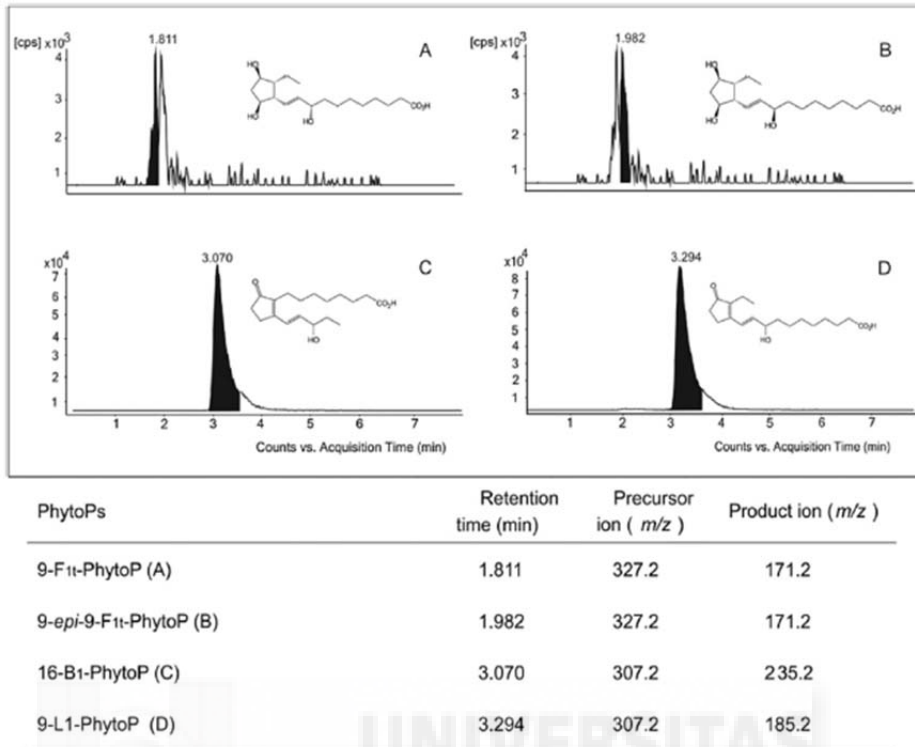 [cps] x10³
1.811
A
4
3
2
1
HO
HO
HO
CO₂H
[cps] x10³
1.982
B
4
3
2
1
HO
HO
HO
CO₂H
x10⁴
3.070
C
7
6
5
4
3
2
1
O
CO₂H
HO
1 2 3 4 5 6 7
Counts vs. Acquisition Time (min)
x10⁴
3.294
D
8
7
6
5
4
3
2
1
O
HO
CO₂H
1 2 3 4 5 6 7
Counts vs. Acquisition Time (min)
PhytoPs Retention time (min) Precursor ion ( m/z ) Product ion ( m/z )
9-F1t-PhytoP (A) 1.811 327.2 171.2
9-epi-9-F1t-PhytoP (B) 1.982 327.2 171.2
16-B1-PhytoP (C) 3.070 307.2 235.2
9-L1-PhytoP (D) 3.294 307.2 185.2
UNIVERSITAS